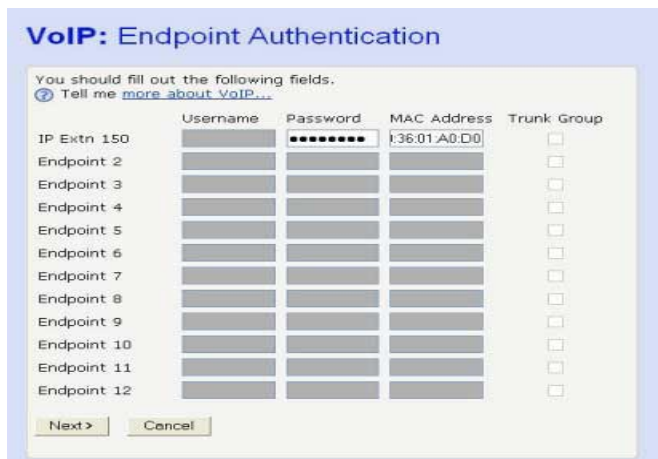 VoIP: Endpoint Authentication
You should fill out the following fields.
Tell me more about VoIP...
Username Password MAC Address Trunk Group
IP Extn 150 •••••••• :36:01:A0:D0
Endpoint 2
Endpoint 3
Endpoint 4
Endpoint 5
Endpoint 6
Endpoint 7
Endpoint 8
Endpoint 9
Endpoint 10
Endpoint 11
Endpoint 12
Next> Cancel